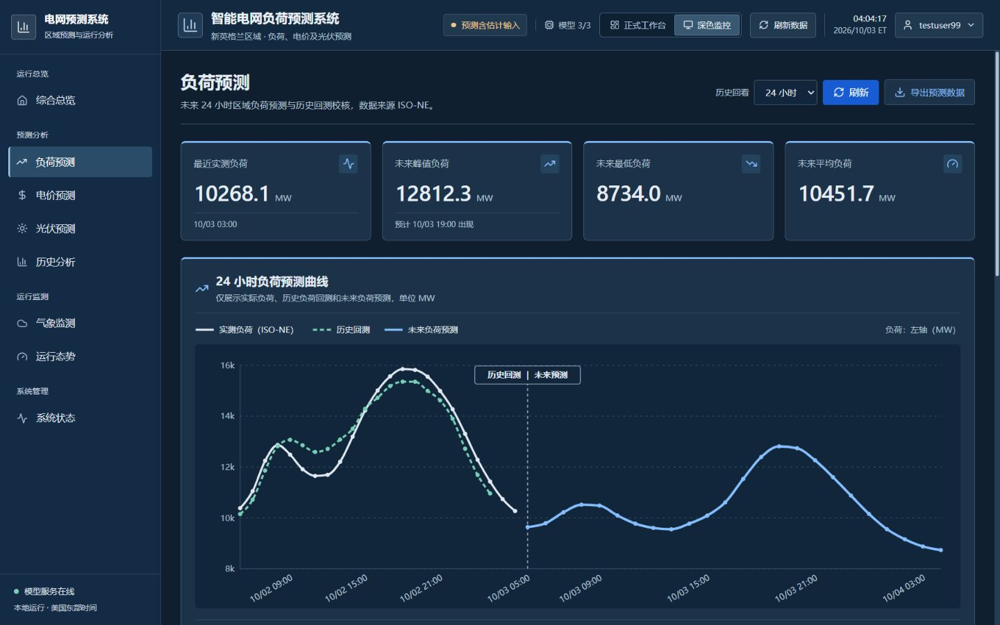 电网预测系统
区域预测与运行分析
运行总览
综合总览
预测分析
负荷预测
电价预测
光伏预测
历史分析
运行监测
气象监测
运行态势
系统管理
系统状态
模型服务在线
本地运行 · 美国东部时间
智能电网负荷预测系统
新英格兰区域 · 负荷、电价及光伏预测
预测含估计输入
模型 3/3
正式工作台
深色监控
刷新数据
04:04:17
2026/10/03 ET
testuser99
负荷预测
未来 24 小时区域负荷预测与历史回测校核，数据来源 ISO-NE。
历史回看
24 小时
刷新
导出预测数据
最近实测负荷
10268.1 MW
10/03 03:00
未来峰值负荷
12812.3 MW
预计 10/03 19:00 出现
未来最低负荷
8734.0 MW
未来平均负荷
10451.7 MW
24 小时负荷预测曲线
仅展示实际负荷、历史负荷回测和未来负荷预测，单位 MW
实测负荷（ISO-NE）
历史回测
未来负荷预测
负荷：左轴（MW）
历史回测 | 未来预测
16k
14k
12k
10k
8k
10/02 09:00
10/02 15:00
10/02 21:00
10/03 05:00
10/03 09:00
10/03 15:00
10/03 21:00
10/04 03:00